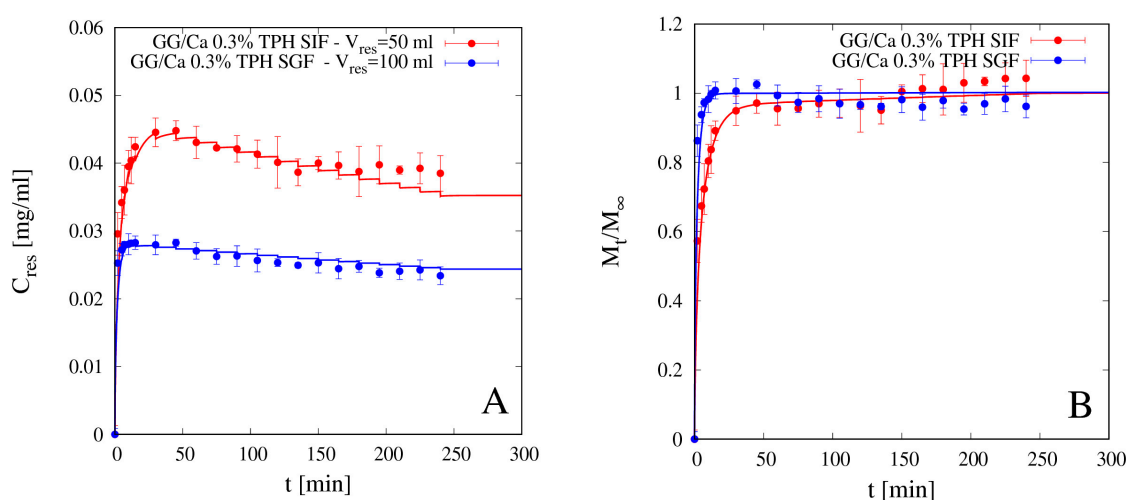 0.06
0.05
0.04
0.03
0.02
0.01
0
C_res [mg/ml]
GG/Ca 0.3% TPH SIF - V_res=50 ml
GG/Ca 0.3% TPH SGF - V_res=100 ml
A
0 50 100 150 200 250 300
t [min]
1.2
1
0.8
0.6
0.4
0.2
0
M_t/M_∞
GG/Ca 0.3% TPH SIF
GG/Ca 0.3% TPH SGF
B
0 50 100 150 200 250 300
t [min]